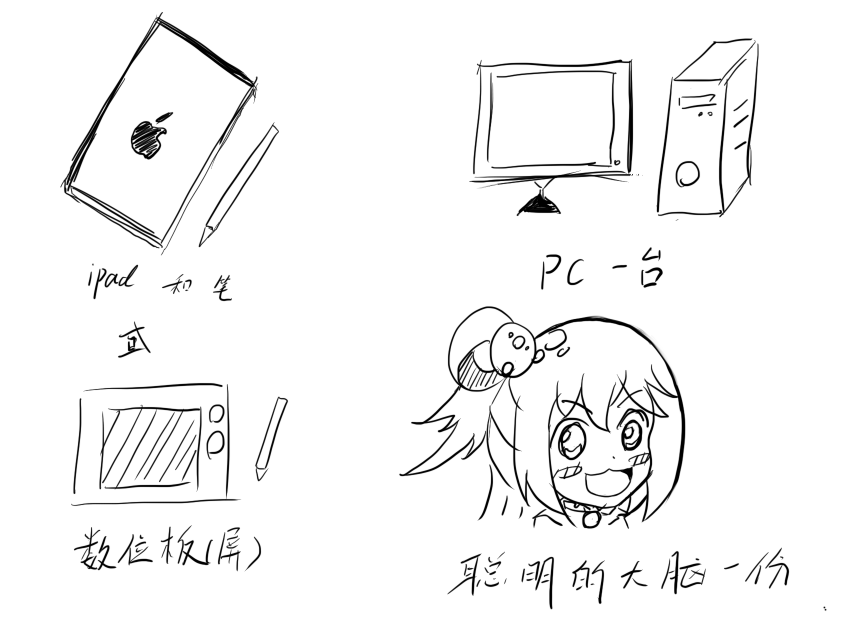 ipad 和 笔
或
数位板(屏)
PC 一台
聪明的大脑一份